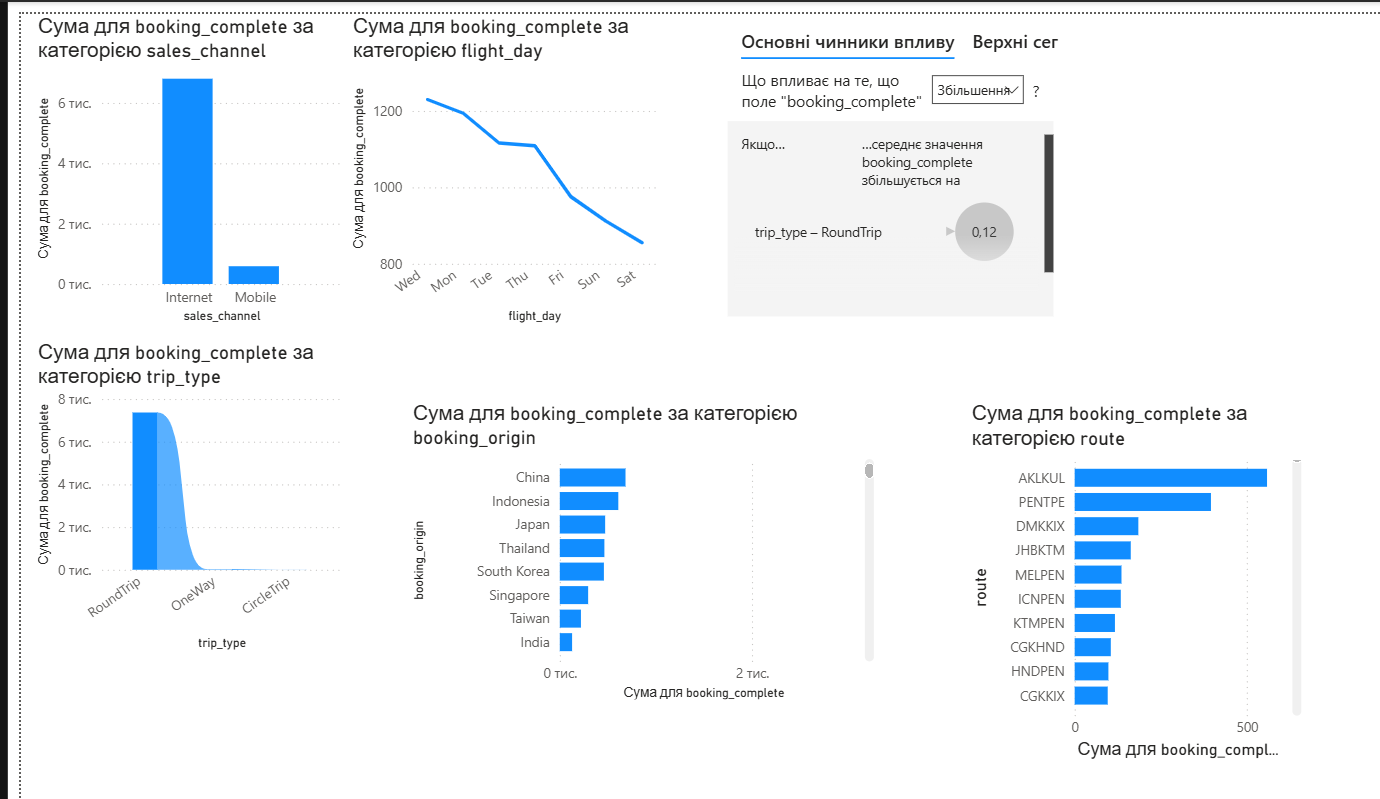 Сума для booking_complete за
категорією sales_channel
Сума для booking_complete
6 тис.
4 тис.
2 тис.
0 тис.
Internet
Mobile
sales_channel
Сума для booking_complete за
категорією flight_day
Сума для booking_complete
1200
1000
800
Wed
Mon
Tue
Thu
Fri
Sun
Sat
flight_day
Основні чинники впливу
Верхні сег
Що впливає на те, що
поле "booking_complete"
Збільшення
?
Якщо...
...середнє значення
booking_complete
збільшується на
trip_type – RoundTrip
0,12
Сума для booking_complete за
категорією trip_type
Сума для booking_complete
8 тис.
6 тис.
4 тис.
2 тис.
0 тис.
RoundTrip
OneWay
CircleTrip
trip_type
Сума для booking_complete за категорією
booking_origin
booking_origin
China
Indonesia
Japan
Thailand
South Korea
Singapore
Taiwan
India
0 тис.
2 тис.
Сума для booking_complete
Сума для booking_complete за
категорією route
route
AKLKUL
PENTPE
DMKKIX
JHBKTM
MELPEN
ICNPEN
KTMPEN
CGKHND
HNDPEN
CGKKIX
0
500
Сума для booking_compl...